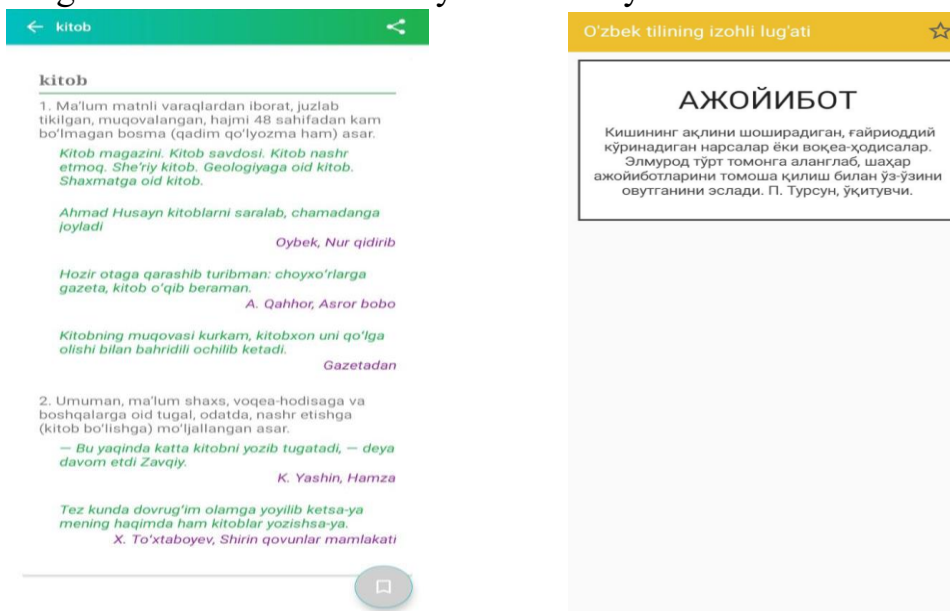 kitob
kitob
1. Ma'lum matnli varaqlardan iborat, juzlab
tikilgan, muqovalangan, hajmi 48 sahifadan kam
bo'lmagan bosma (qadim qo'lyozma ham) asar.
Kitob magazini. Kitob savdosi. Kitob nashr
etmoq. She'riy kitob. Geologiyaga oid kitob.
Shaxmatga oid kitob.
Ahmad Husayn kitoblarni saralab, chamadanga
joyladi
Oybek, Nur qidirib
Hozir otaga qarashib turibman: choyxo'rlarga
gazeta, kitob o'qib beraman.
A. Qahhor, Asror bobo
Kitobning muqovasi kurkam, kitobxon uni qo'lga
olishi bilan bahridili ochilib ketadi.
Gazetadan
2. Umuman, ma'lum shaxs, voqea-hodisaga va
boshqalarga oid tugal, odatda, nashr etishga
(kitob bo'lishga) mo'ljallangan asar.
— Bu yaqinda katta kitobni yozib tugatadi, — deya
davom etdi Zavqiy.
K. Yashin, Hamza
Tez kunda dovrug'im olamga yoyilib ketsa-ya
mening haqimda ham kitoblar yozishsa-ya.
X. To'xtaboyev, Shirin qovunlar mamlakati
O'zbek tilining izohli lug'ati
АЖОЙИБОТ
Кишининг ақлини шоширадиган, ғайриоддий
кўринадиган нарсалар ёки воқеа-ҳодисалар.
Элмурод тўрт томонга аланглаб, шаҳар
ажойиботларини томоша қилиш билан ўз-ўзини
овутганини эслади. П. Турсун, ўқитувчи.